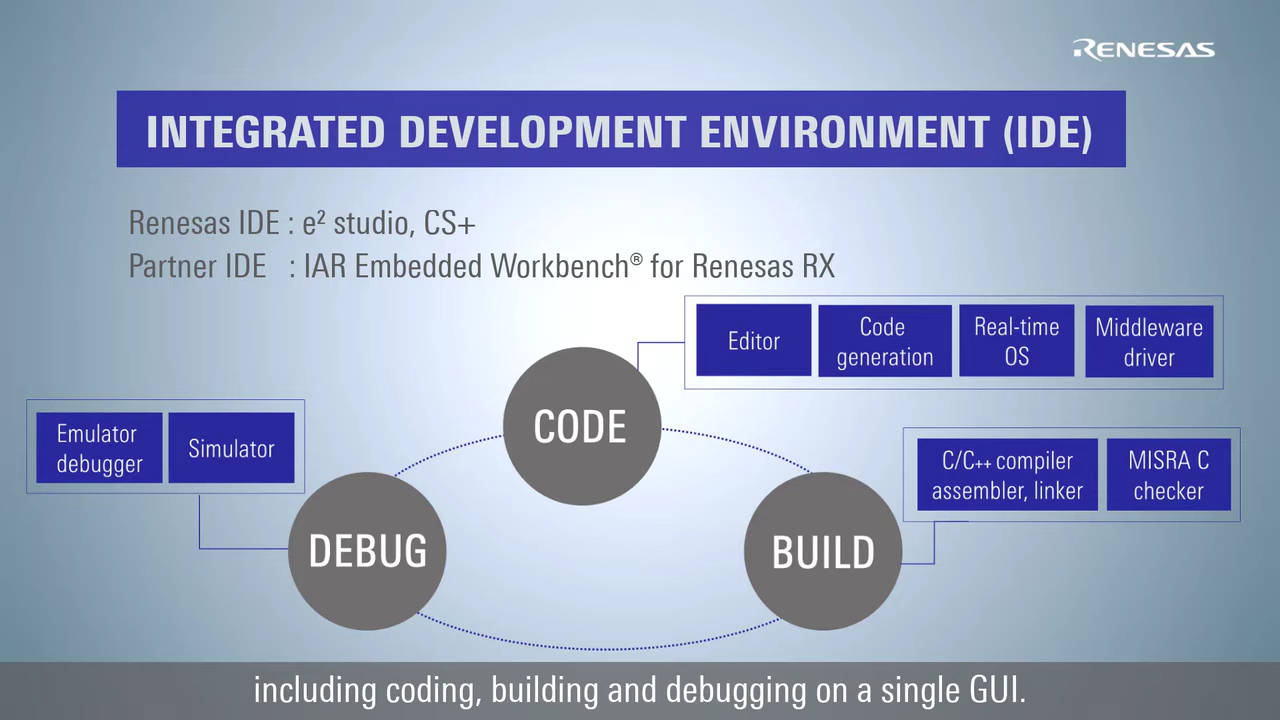 RENESAS
INTEGRATED DEVELOPMENT ENVIRONMENT (IDE)
Renesas IDE : e² studio, CS+
Partner IDE : IAR Embedded Workbench® for Renesas RX
Editor
Code
generation
Real-time
OS
Middleware
driver
CODE
Emulator
debugger
Simulator
C/C++ compiler
assembler, linker
MISRA C
checker
DEBUG
BUILD
including coding, building and debugging on a single GUI.